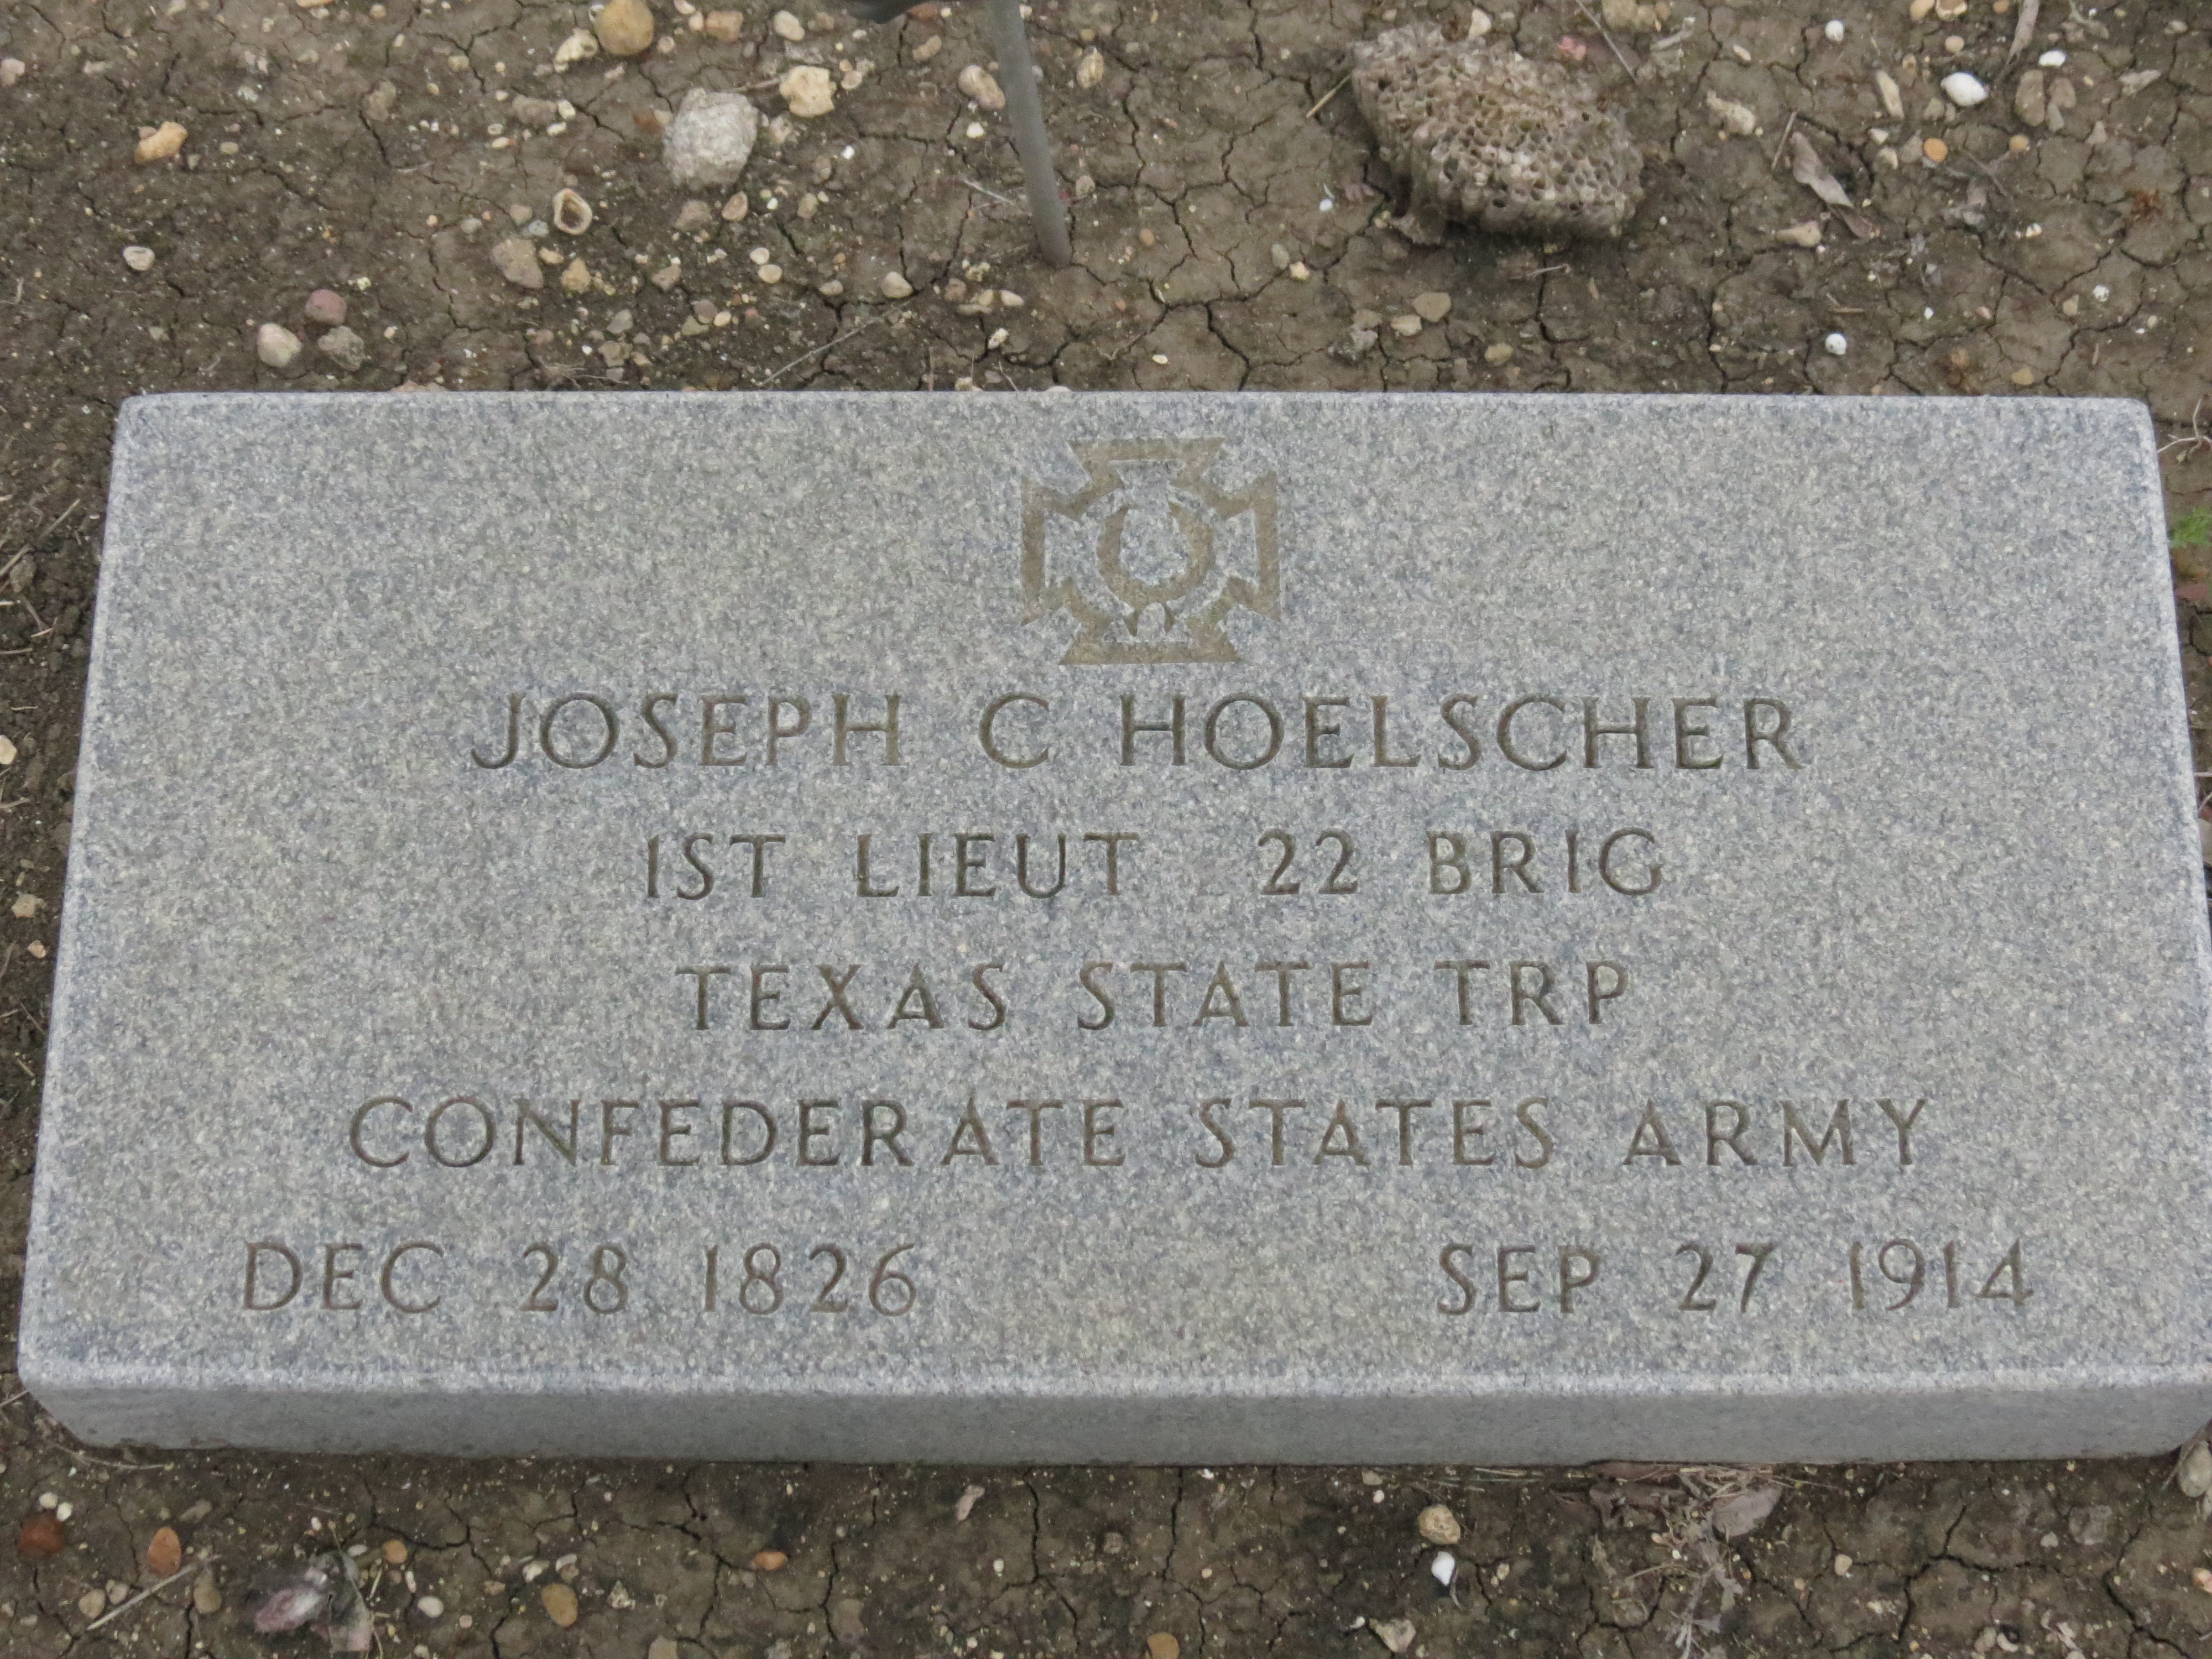 JOSEPH C HOELSCHER
1ST LIEUT 22 BRIG
TEXAS STATE TRP
CONFEDERATE STATES ARMY
DEC 28 1826 SEP 27 1914